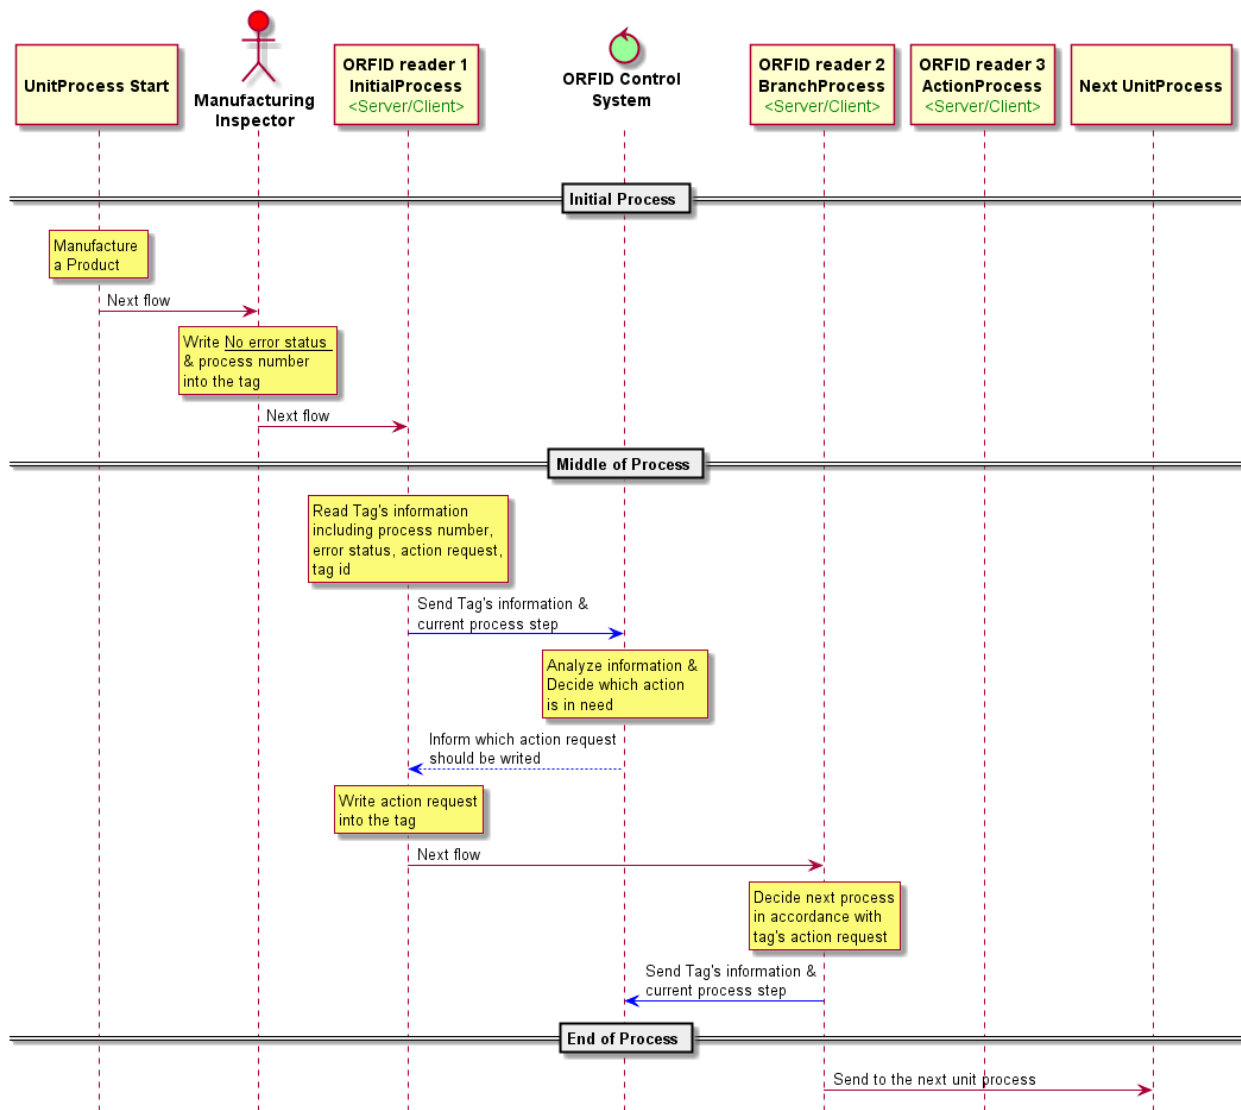 UnitProcess Start
Manufacturing
Inspector
ORFID reader 1
InitialProcess
<Server/Client>
ORFID Control
System
ORFID reader 2
BranchProcess
<Server/Client>
ORFID reader 3
ActionProcess
<Server/Client>
Next UnitProcess
Initial Process
Manufacture
a Product
Next flow
Write No error status
& process number
into the tag
Next flow
Middle of Process
Read Tag's information
including process number,
error status, action request,
tag id
Send Tag's information &
current process step
Analyze information &
Decide which action
is in need
Inform which action request
should be writed
Write action request
into the tag
Next flow
Decide next process
in accordance with
tag's action request
Send Tag's information &
current process step
End of Process
Send to the next unit process